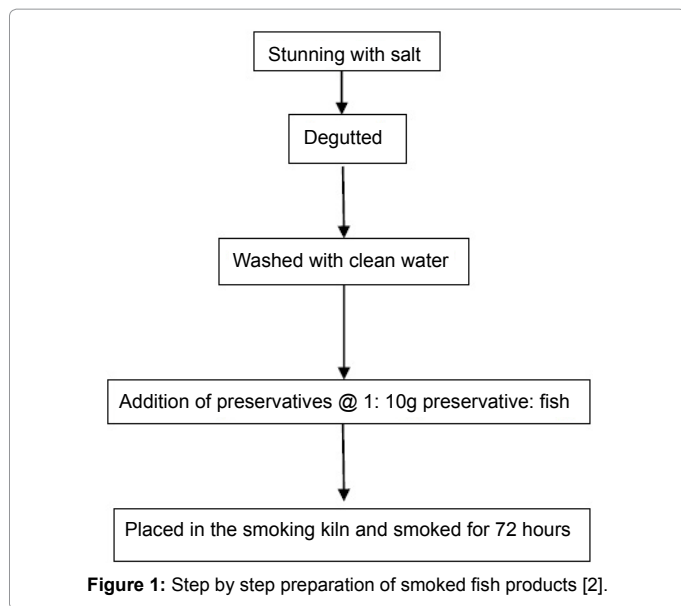 Stunning with salt
Degutted
Washed with clean water
Addition of preservatives @ 1: 10g preservative: fish
Placed in the smoking kiln and smoked for 72 hours
Figure 1: Step by step preparation of smoked fish products [2].